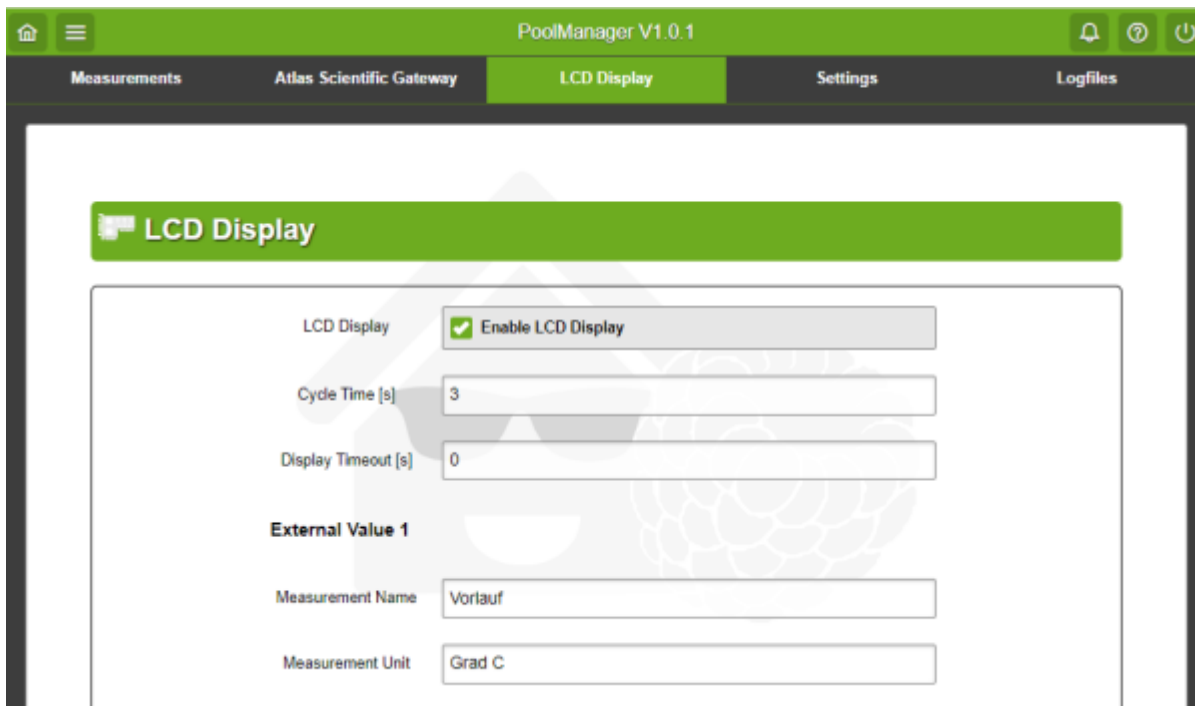 PoolManager V1.0.1
Measurements Atlas Scientific Gateway LCD Display Settings Logfiles
LCD Display
LCD Display Enable LCD Display
Cycle Time [s] 3
Display Timeout [s] 0
External Value 1
Measurement Name Vorlauf
Measurement Unit Grad C